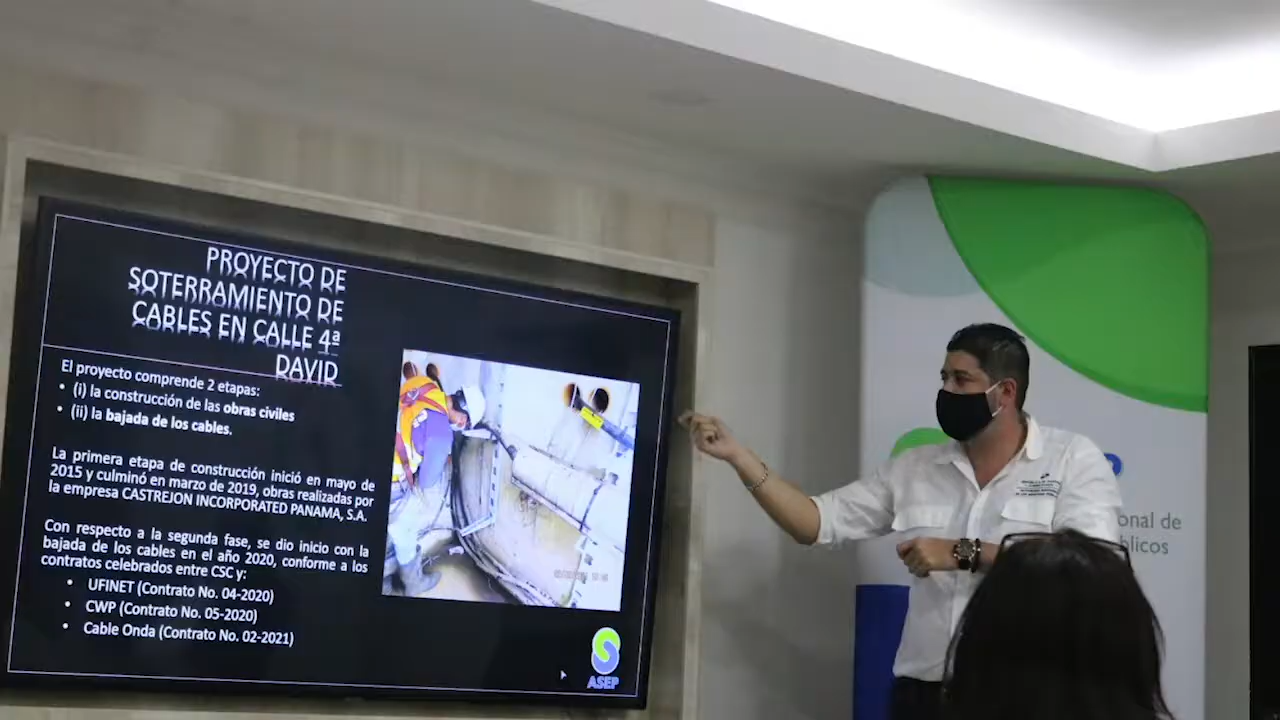 PROYECTO DE
SOTERRAMIENTO DE
CABLES EN CALLE 4ª
DAVID
El proyecto comprende 2 etapas:
• (i) la construcción de las obras civiles
• (ii) la bajada de los cables.
La primera etapa de construcción inició en mayo de
2015 y culminó en marzo de 2019, obras realizadas por
la empresa CASTREJON INCORPORATED PANAMA, S.A.
Con respecto a la segunda fase, se dio inicio con la
bajada de los cables en el año 2020, conforme a los
contratos celebrados entre CSC y:
• UFINET (Contrato No. 04-2020)
• CWP (Contrato No. 05-2020)
• Cable Onda (Contrato No. 02-2021)
ASEP
onal de
blicos